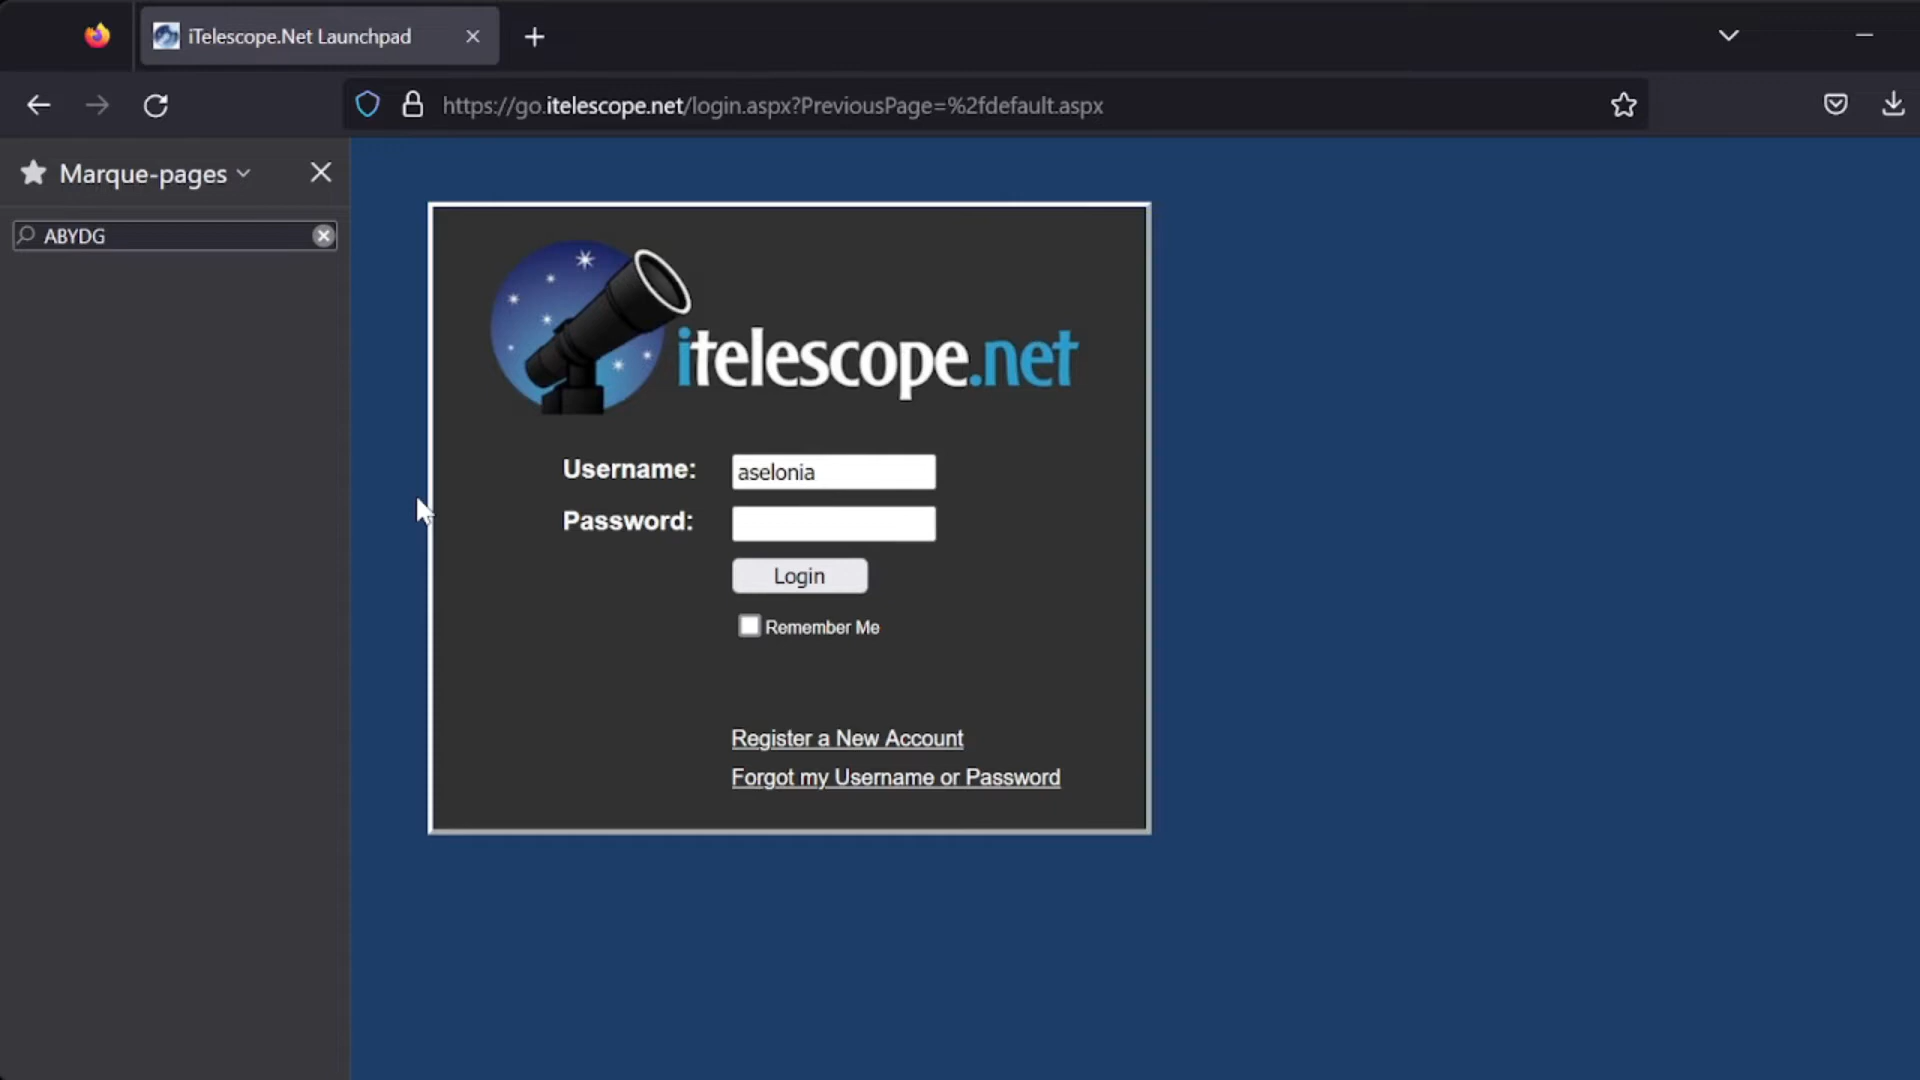 iTelescope.Net Launchpad
https://go.itelescope.net/login.aspx?PreviousPage=%2fdefault.aspx
Marque-pages
ABYDG
itelescope.net
Username: aselonia
Password:
Login
Remember Me
Register a New Account
Forgot my Username or Password